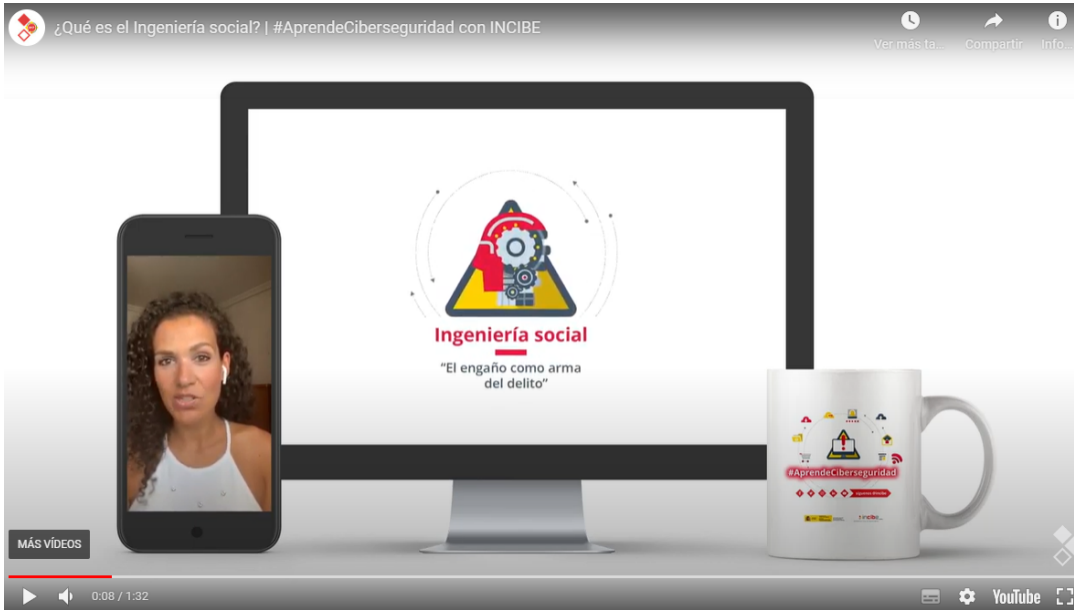 ¿Qué es el Ingeniería social? | #AprendeCiberseguridad con INCIBE
Ver más ta...
Compartir
Info...
Ingeniería social
“El engaño como arma
del delito”
#AprendeCiberseguridad
MÁS VÍDEOS
0:08 / 1:32
YouTube